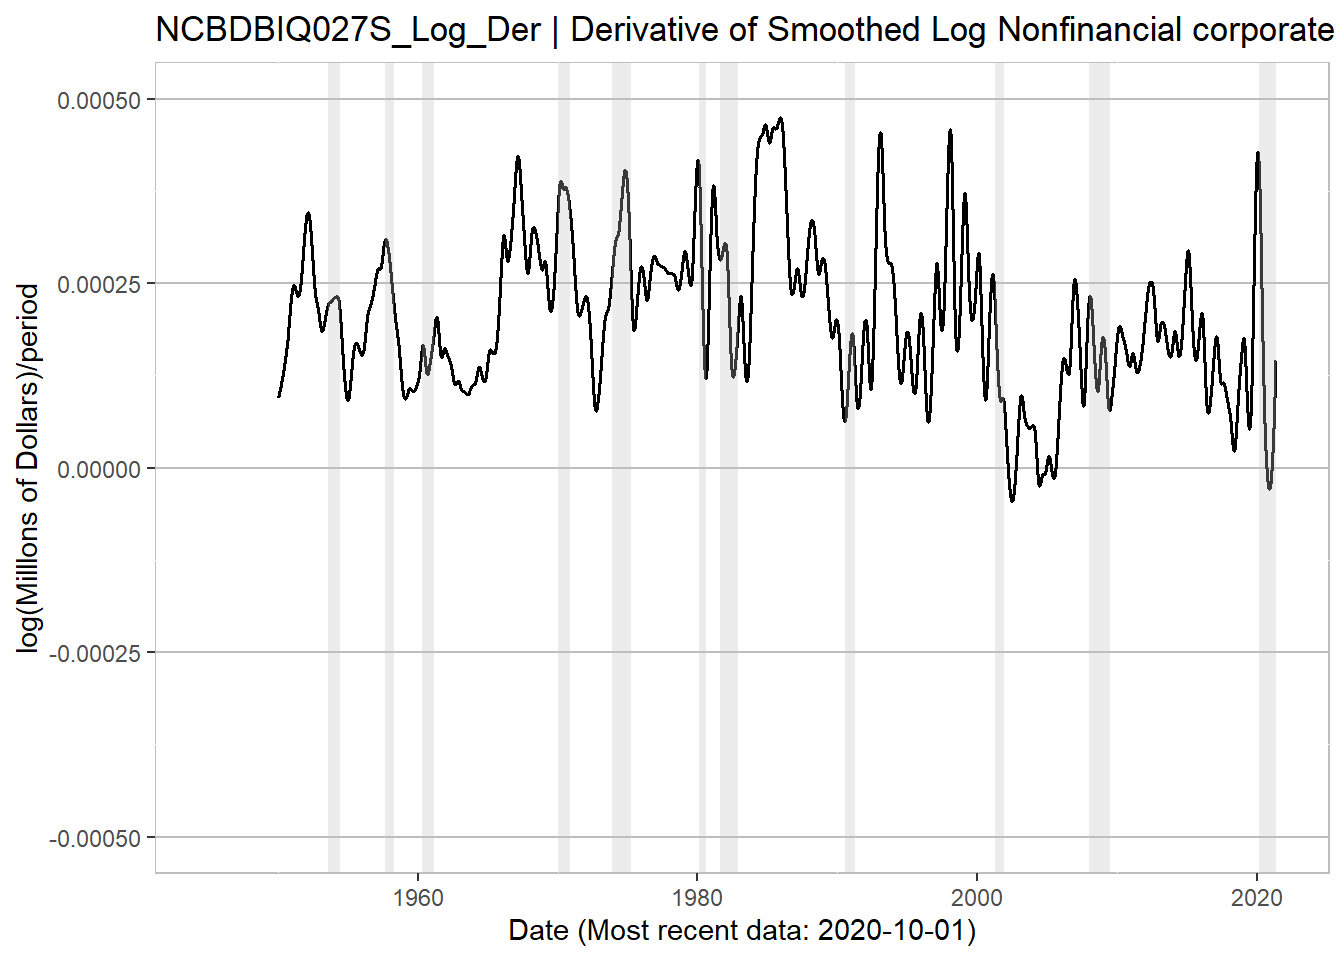 NCBDBIQ027S_Log_Der | Derivative of Smoothed Log Nonfinancial corporate
log(Millions of Dollars)/period
0.00050
0.00025
0.00000
-0.00025
-0.00050
1960 1980 2000 2020
Date (Most recent data: 2020-10-01)